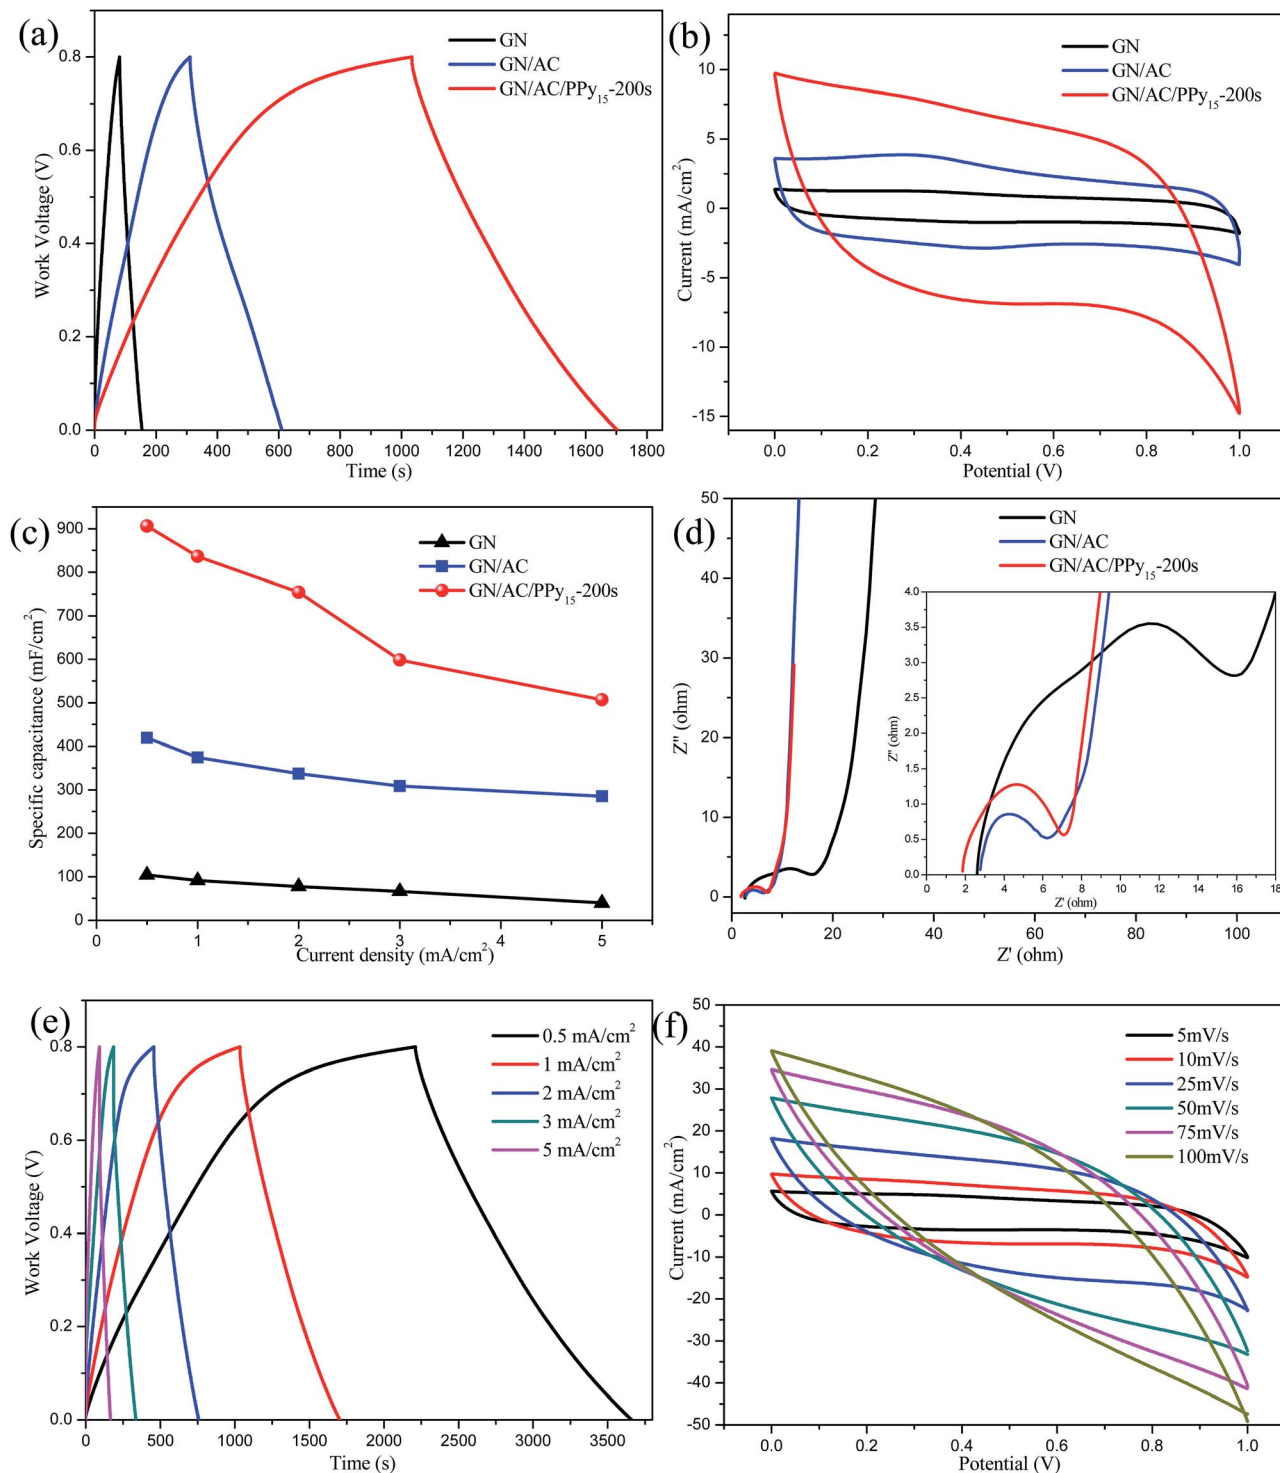 (a)
GN
GN/AC
GN/AC/PPy₁₅-200s
0.8
0.6
0.4
0.2
0.0
Work Voltage (V)
0 200 400 600 800 1000 1200 1400 1600 1800
Time (s)
(b)
GN
GN/AC
GN/AC/PPy₁₅-200s
10
5
0
-5
-10
-15
Current (mA/cm²)
0.0 0.2 0.4 0.6 0.8 1.0
Potential (V)
(c)
GN
GN/AC
GN/AC/PPy₁₅-200s
900
800
700
600
500
400
300
200
100
0
Specific capacitance (mF/cm²)
0 1 2 3 4 5
Current density (mA/cm²)
(d)
GN
GN/AC
GN/AC/PPy₁₅-200s
50
40
30
20
10
0
Z" (ohm)
0 20 40 60 80 100
Z' (ohm)
4.0
3.5
3.0
2.5
2.0
1.5
1.0
0.5
0.0
Z" (ohm)
0 2 4 6 8 10 12 14 16 18
Z' (ohm)
(e)
0.5 mA/cm²
1 mA/cm²
2 mA/cm²
3 mA/cm²
5 mA/cm²
0.8
0.6
0.4
0.2
0.0
Work Voltage (V)
0 500 1000 1500 2000 2500 3000 3500
Time (s)
(f)
5mV/s
10mV/s
25mV/s
50mV/s
75mV/s
100mV/s
50
40
30
20
10
0
-10
-20
-30
-40
-50
Current (mA/cm²)
0.0 0.2 0.4 0.6 0.8 1.0
Potential (V)